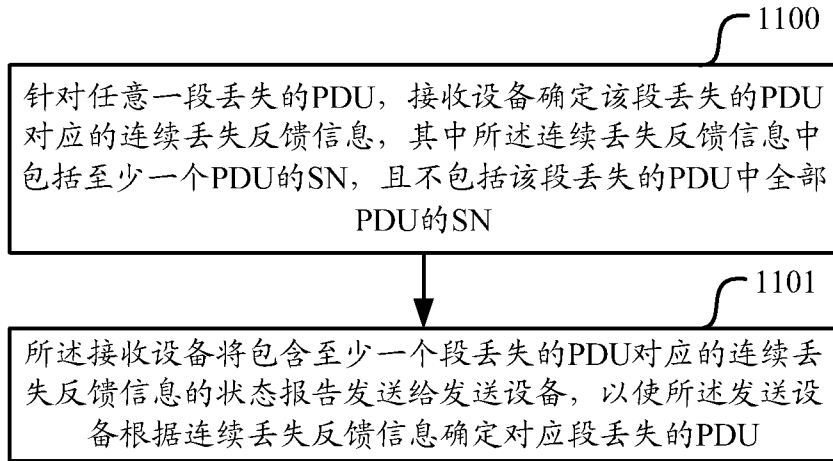 1100
针对任意一段丢失的PDU，接收设备确定该段丢失的PDU
对应的连续丢失反馈信息，其中所述连续丢失反馈信息中
包括至少一个PDU的SN，且不包括该段丢失的PDU中全部
PDU的SN
1101
所述接收设备将包含至少一个段丢失的PDU对应的连续丢
失反馈信息的状态报告发送给发送设备，以使所述发送设
备根据连续丢失反馈信息确定对应段丢失的PDU